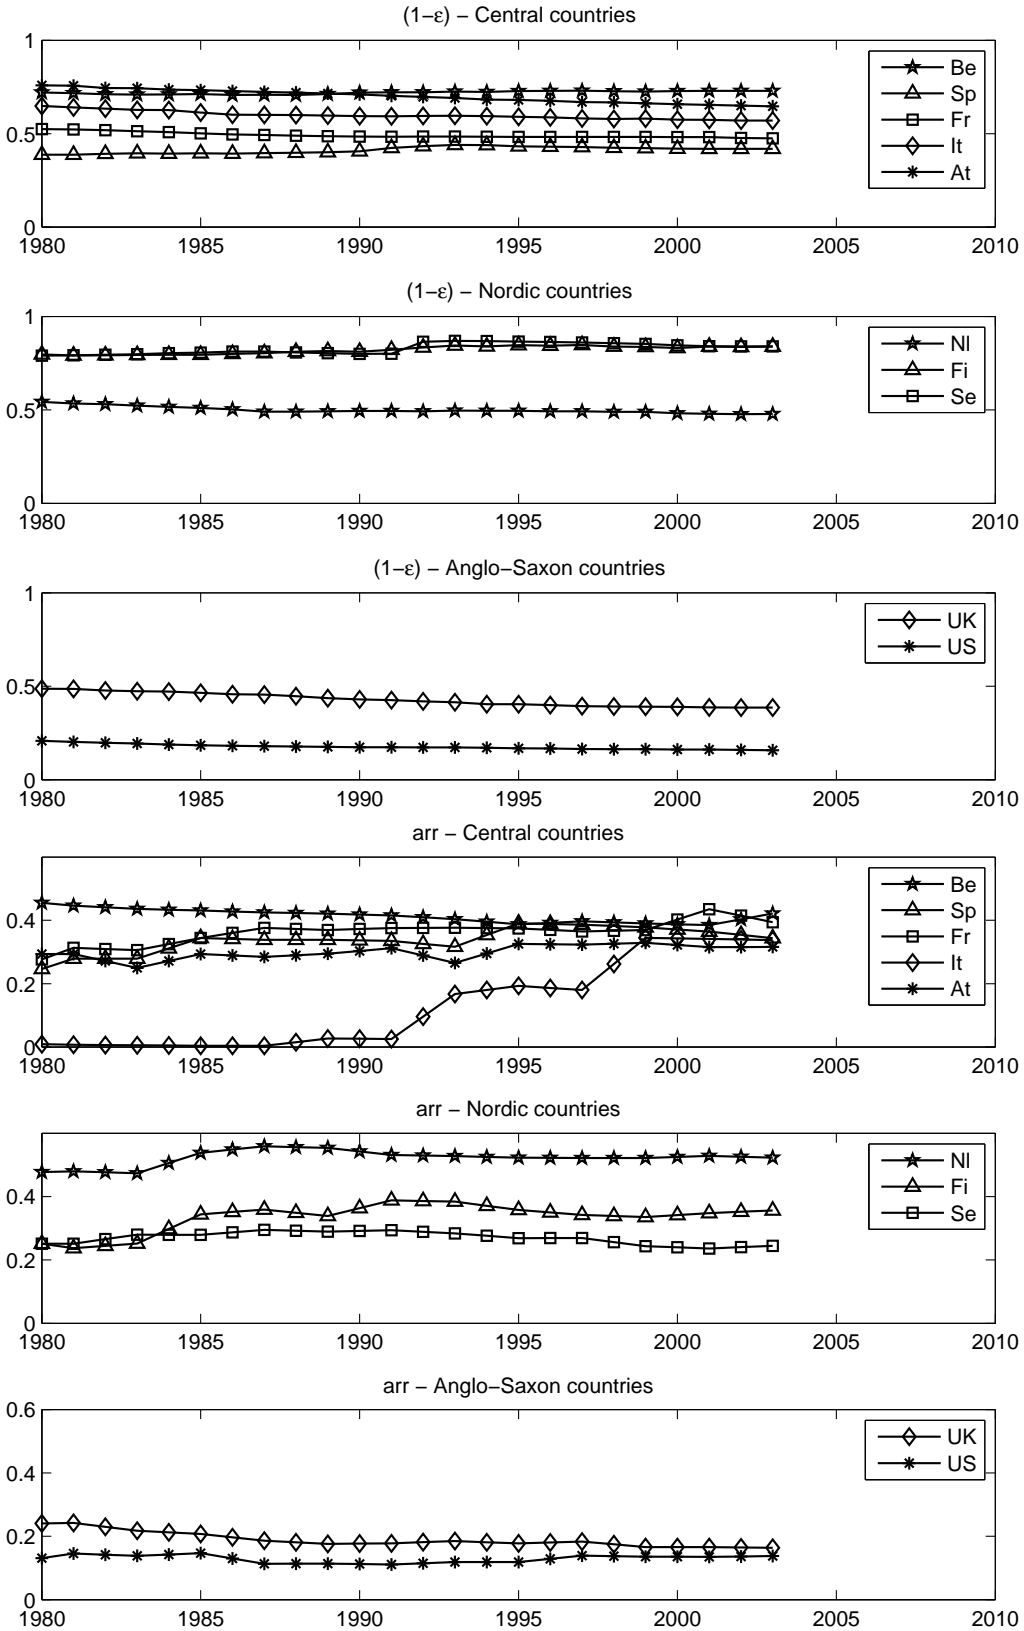 (1−ε) − Central countries
1
0.5
0
1980 1985 1990 1995 2000 2005 2010
Be
Sp
Fr
It
At
(1−ε) − Nordic countries
1
0.5
0
1980 1985 1990 1995 2000 2005 2010
Nl
Fi
Se
(1−ε) − Anglo−Saxon countries
1
0.5
0
1980 1985 1990 1995 2000 2005 2010
UK
US
arr − Central countries
0.4
0.2
0
1980 1985 1990 1995 2000 2005 2010
Be
Sp
Fr
It
At
arr − Nordic countries
0.4
0.2
0
1980 1985 1990 1995 2000 2005 2010
Nl
Fi
Se
arr − Anglo−Saxon countries
0.6
0.4
0.2
0
1980 1985 1990 1995 2000 2005 2010
UK
US